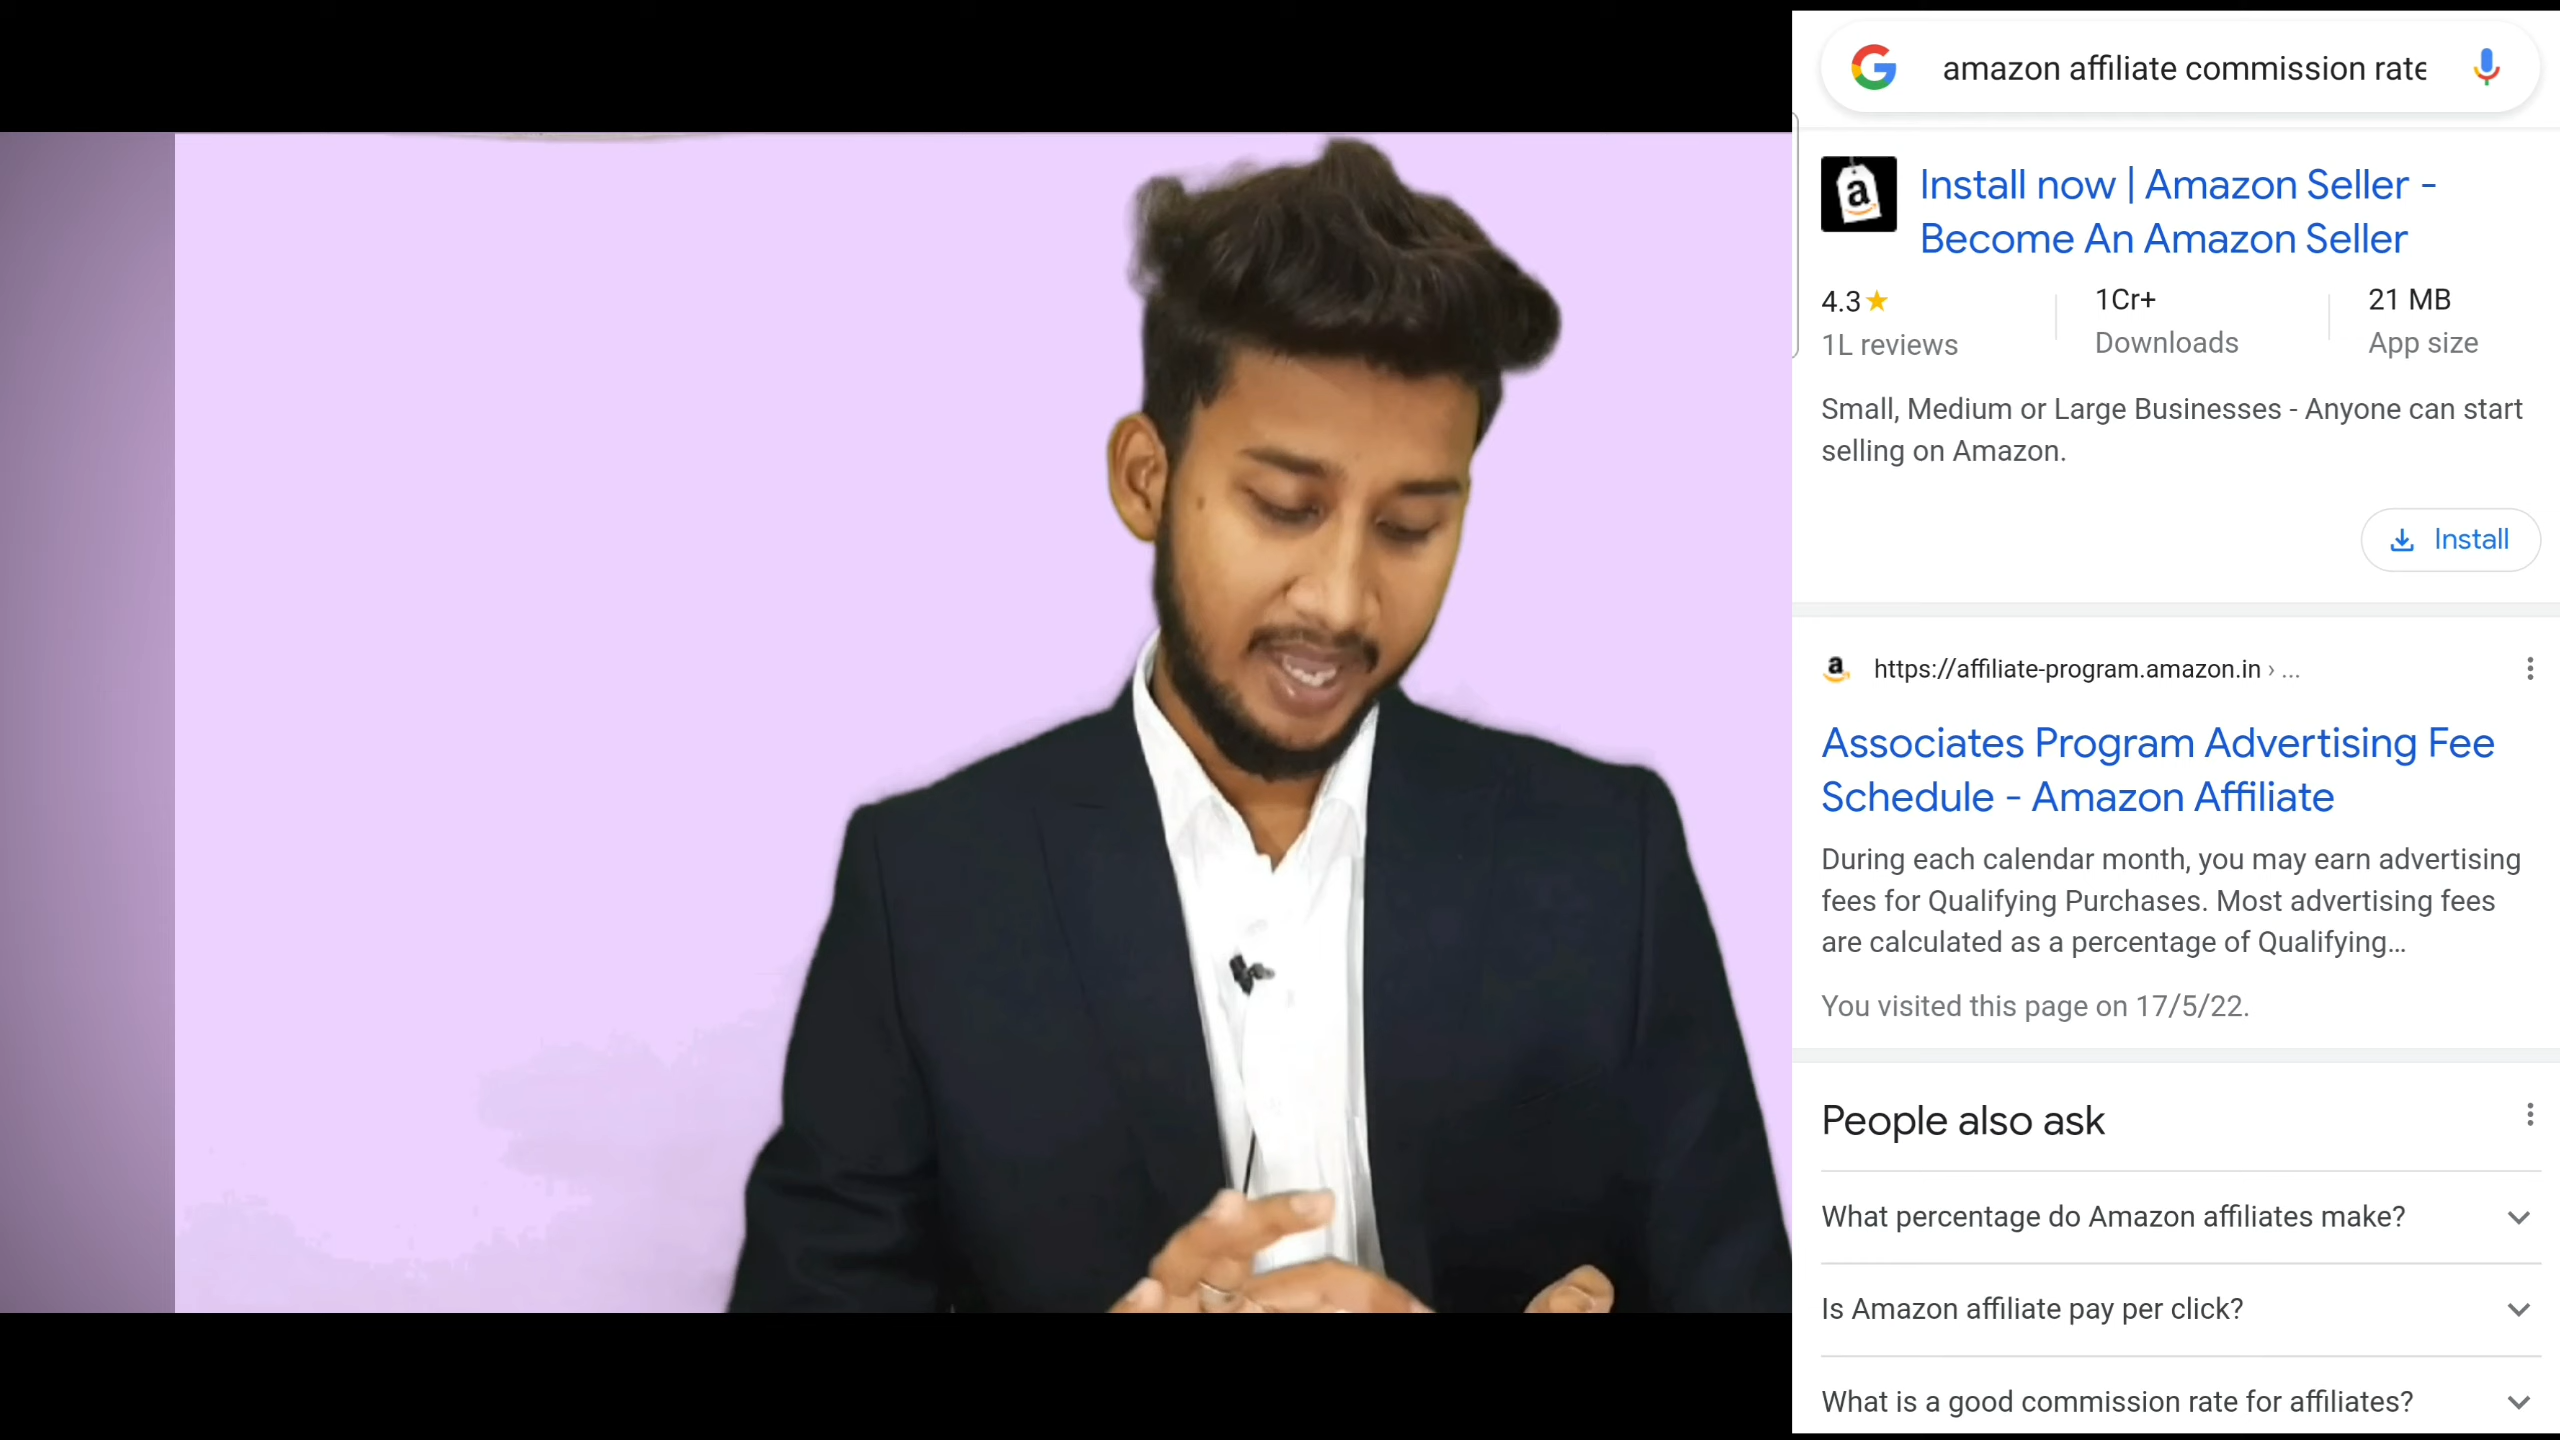 amazon affiliate commission rate
Install now | Amazon Seller -
Become An Amazon Seller
4.3★ 1Cr+ 21 MB
1L reviews Downloads App size
Small, Medium or Large Businesses - Anyone can start
selling on Amazon.
Install
https://affiliate-program.amazon.in › ...
Associates Program Advertising Fee
Schedule - Amazon Affiliate
During each calendar month, you may earn advertising
fees for Qualifying Purchases. Most advertising fees
are calculated as a percentage of Qualifying...
You visited this page on 17/5/22.
People also ask
What percentage do Amazon affiliates make?
Is Amazon affiliate pay per click?
What is a good commission rate for affiliates?